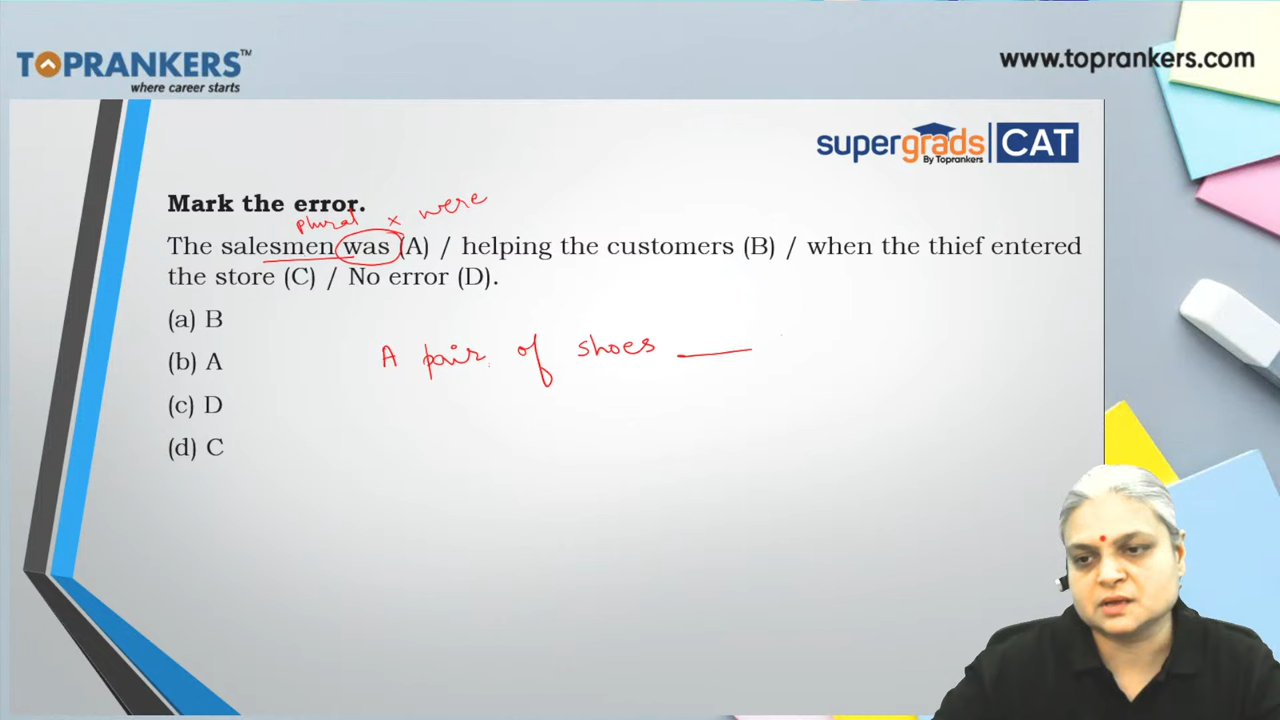 TOPRANKERS™
where career starts
www.toprankers.com
supergrads | CAT
By Toprankers
Mark the error.
plural × were
The salesmen was (A) / helping the customers (B) / when the thief entered
the store (C) / No error (D).
(a) B
(b) A
(c) D
(d) C
A pair of shoes ____